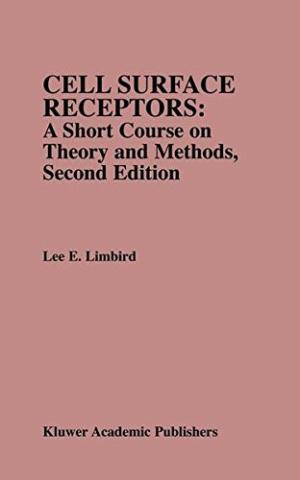 CELL SURFACE
RECEPTORS:
A Short Course on
Theory and Methods,
Second Edition
Lee E. Limbird
Kluwer Academic Publishers